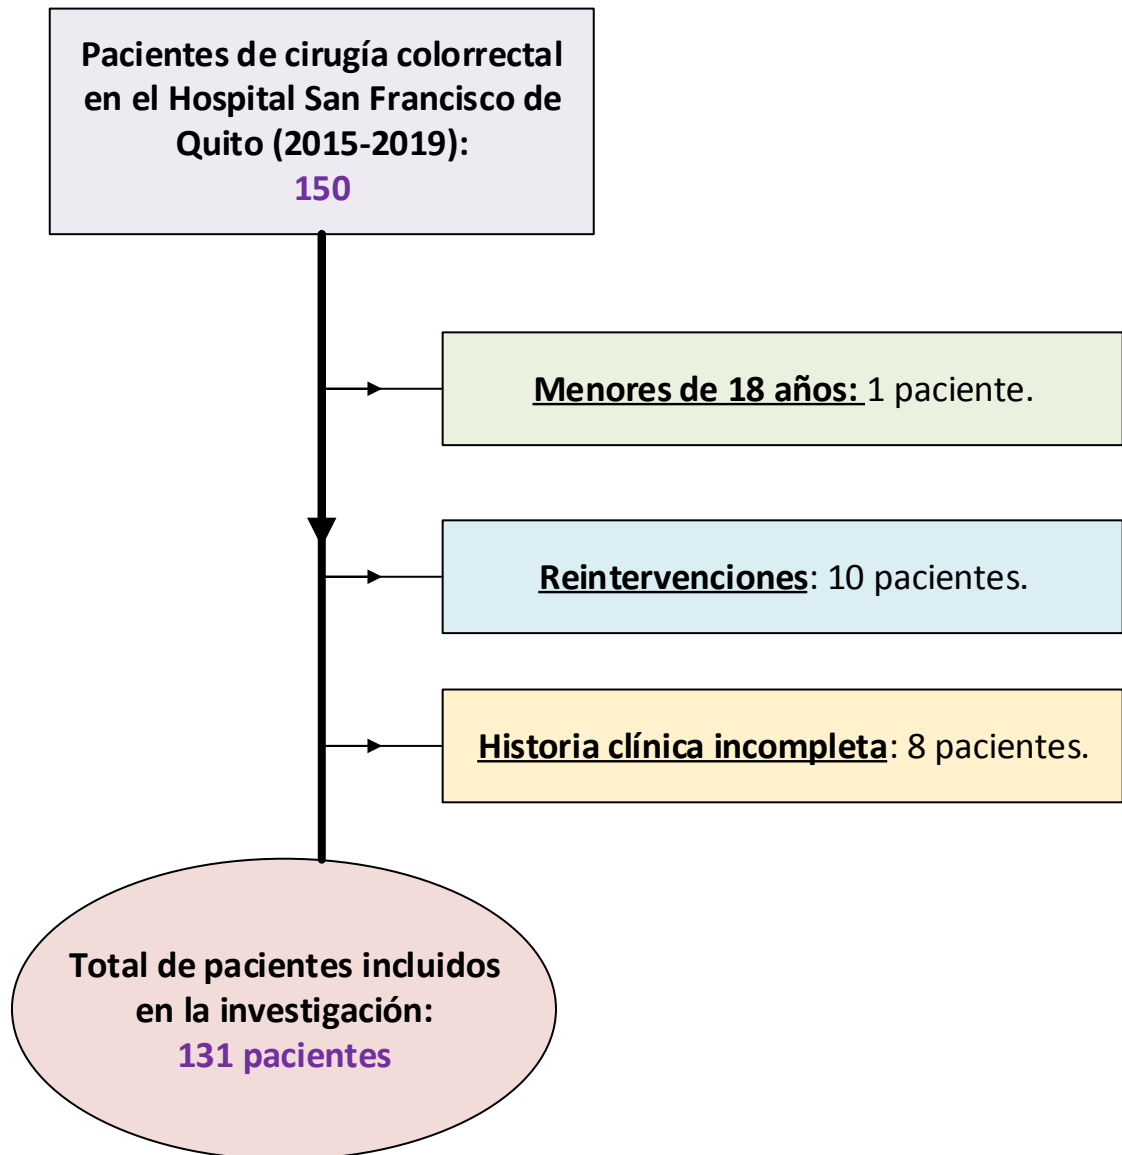 Pacientes de cirugía colorrectal
en el Hospital San Francisco de
Quito (2015-2019):
150
Menores de 18 años: 1 paciente.
Reintervenciones: 10 pacientes.
Historia clínica incompleta: 8 pacientes.
Total de pacientes incluidos
en la investigación:
131 pacientes